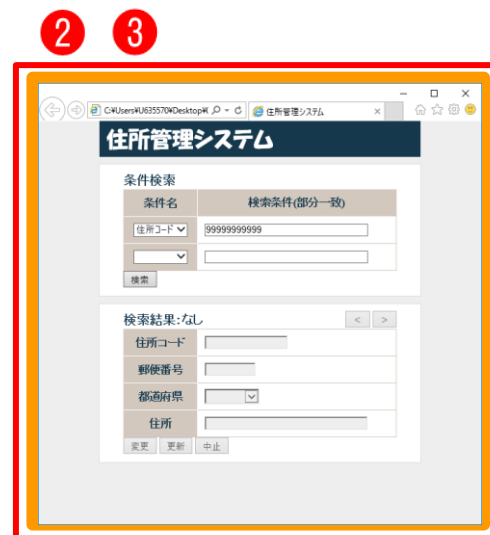 2 3
C:¥Users¥U635570¥Desktop¥
住所管理システム
住所管理システム
条件検索
条件名 検索条件(部分一致)
住所コード 99999999999
検索
検索結果:なし < >
住所コード
郵便番号
都道府県
住所
変更 更新 中止